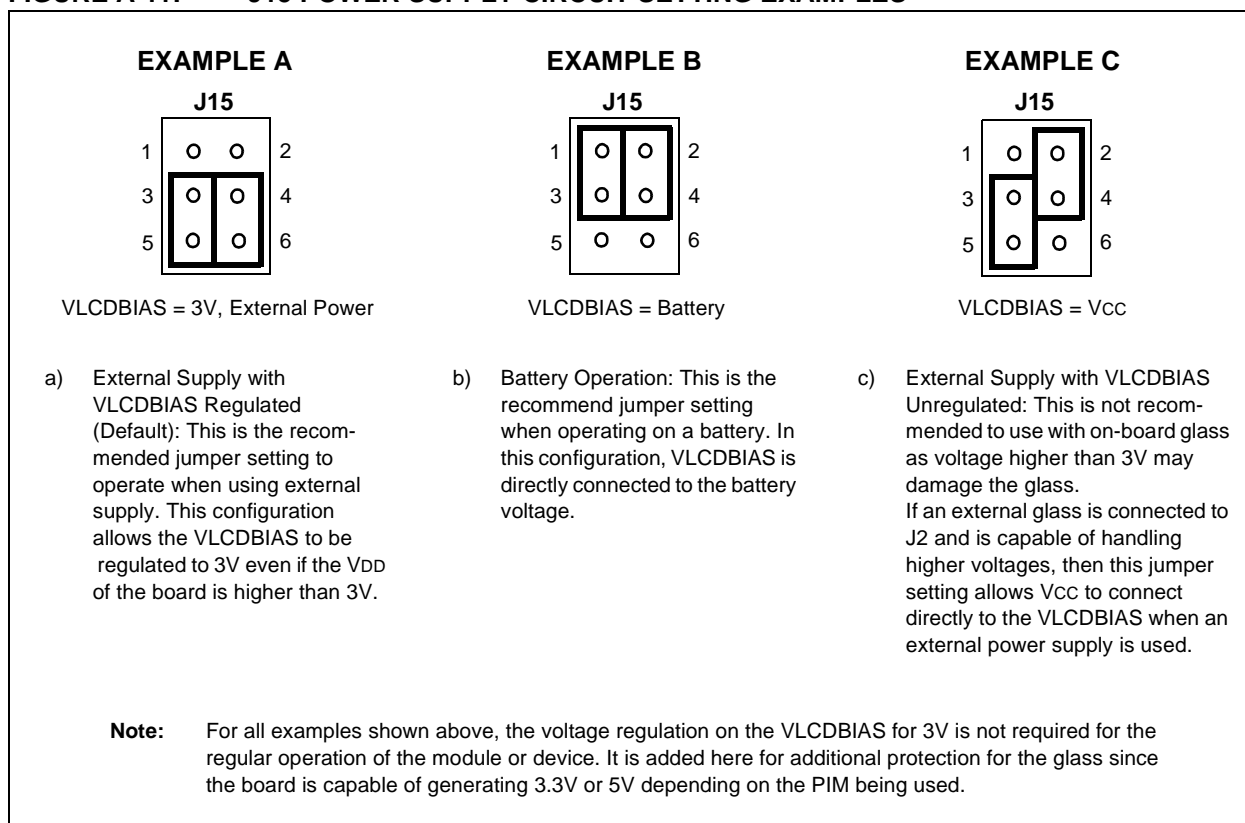 EXAMPLE A
J15
1 2
3 4
5 6
VLCDBIAS = 3V, External Power
a) External Supply with
VLCDBIAS Regulated
(Default): This is the recom-
mended jumper setting to
operate when using external
supply. This configuration
allows the VLCDBIAS to be
regulated to 3V even if the VDD
of the board is higher than 3V.
EXAMPLE B
J15
1 2
3 4
5 6
VLCDBIAS = Battery
b) Battery Operation: This is the
recommend jumper setting
when operating on a battery. In
this configuration, VLCDBIAS is
directly connected to the battery
voltage.
EXAMPLE C
J15
1 2
3 4
5 6
VLCDBIAS = VCC
c) External Supply with VLCDBIAS
Unregulated: This is not recom-
mended to use with on-board glass
as voltage higher than 3V may
damage the glass.
If an external glass is connected to
J2 and is capable of handling
higher voltages, then this jumper
setting allows VCC to connect
directly to the VLCDBIAS when an
external power supply is used.
Note: For all examples shown above, the voltage regulation on the VLCDBIAS for 3V is not required for the
regular operation of the module or device. It is added here for additional protection for the glass since
the board is capable of generating 3.3V or 5V depending on the PIM being used.